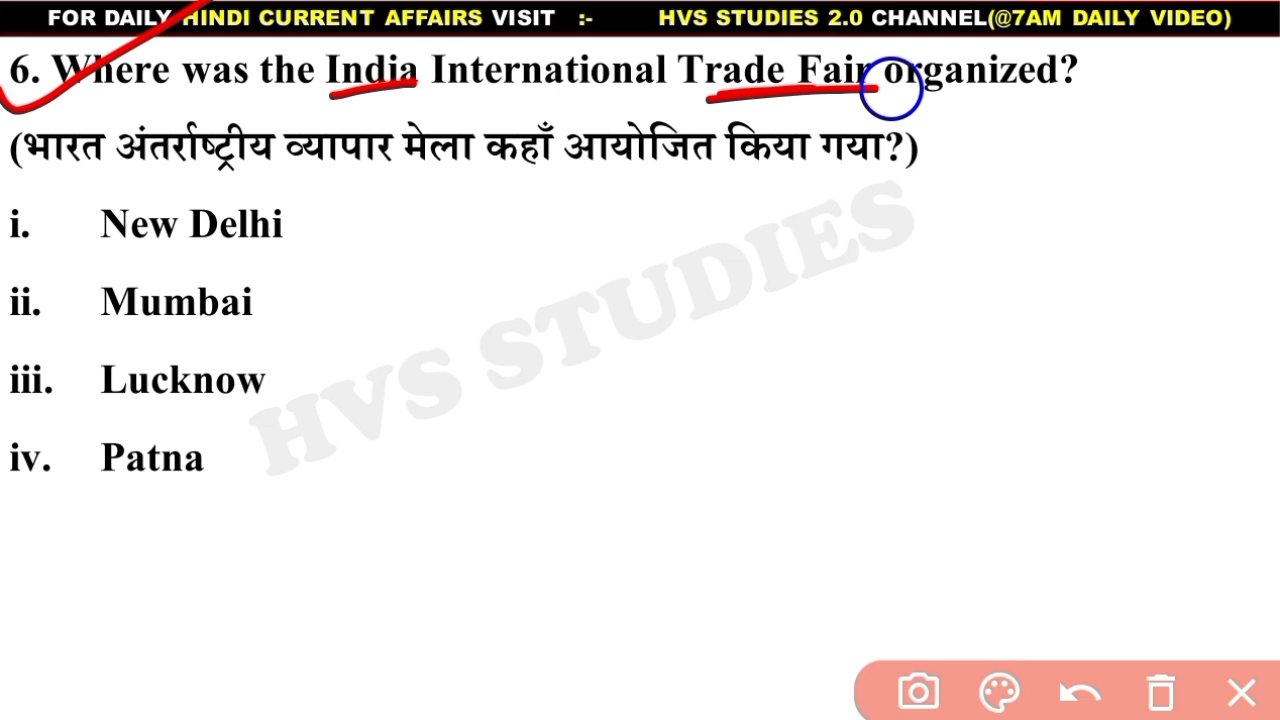 FOR DAILY HINDI CURRENT AFFAIRS VISIT :- HVS STUDIES 2.0 CHANNEL(@7AM DAILY VIDEO)
6. Where was the India International Trade Fair organized?
(भारत अंतर्राष्ट्रीय व्यापार मेला कहाँ आयोजित किया गया?)
i. New Delhi
ii. Mumbai
iii. Lucknow
iv. Patna
HVS STUDIES